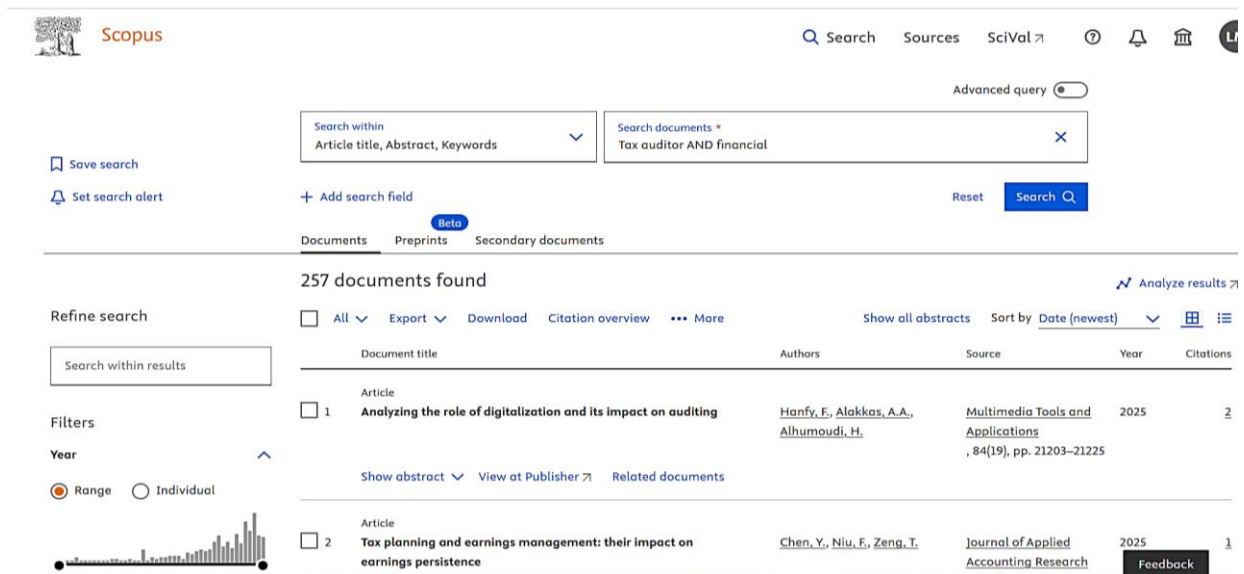 Scopus
Search Sources SciVal
Advanced query
Search within
Article title, Abstract, Keywords
Search documents *
Tax auditor AND financial
Save search
Set search alert
+ Add search field
Reset
Search
Beta
Documents Preprints Secondary documents
257 documents found
Analyze results
Refine search
All Export Download Citation overview ••• More
Show all abstracts Sort by Date (newest)
Search within results
Document title Authors Source Year Citations
Filters
Year
Range Individual
Article
1 Analyzing the role of digitalization and its impact on auditing
Hanfy, F., Alakkas, A.A.,
Alhumoudi, H.
Multimedia Tools and
Applications
, 84(19), pp. 21203–21225
2025
2
Show abstract View at Publisher Related documents
Article
2 Tax planning and earnings management: their impact on
earnings persistence
Chen, Y., Niu, F., Zeng, T.
Journal of Applied
Accounting Research
2025
1
Feedback